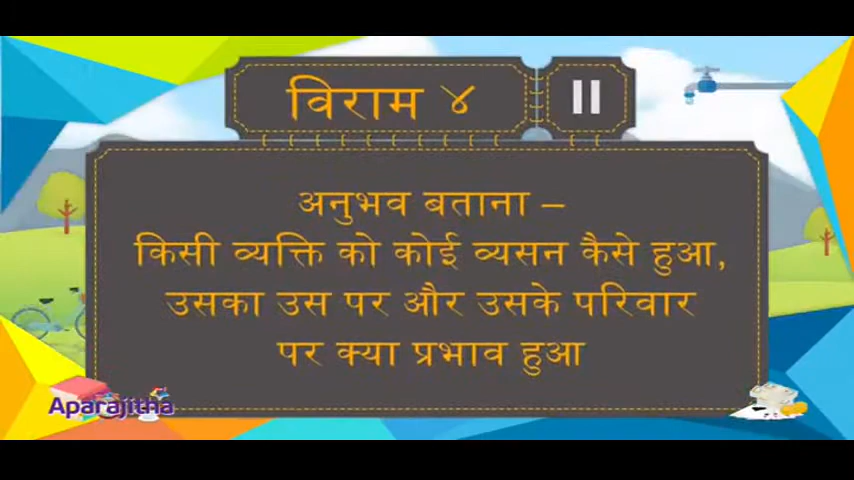 विराम ४
अनुभव बताना –
किसी व्यक्ति को कोई व्यसन कैसे हुआ,
उसका उस पर और उसके परिवार
पर क्या प्रभाव हुआ
Aparajitha